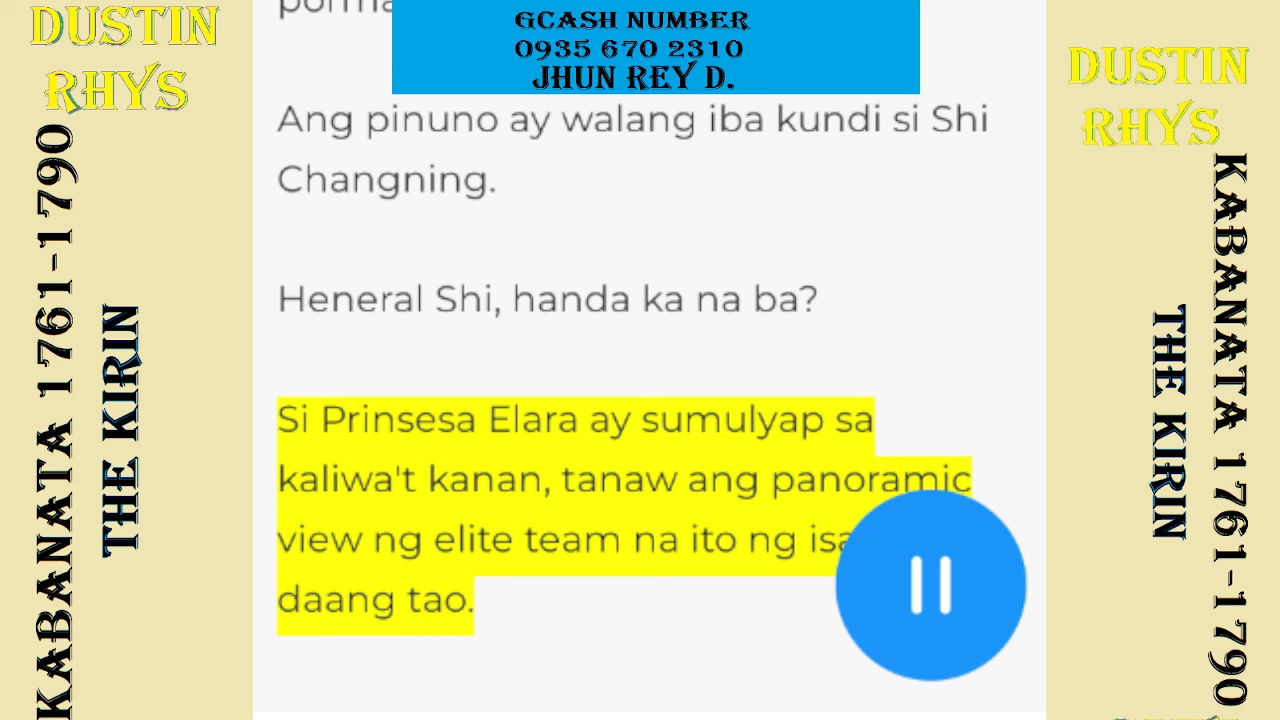 DUSTIN
RHYS
KABANATA 1761-1790
THE KIRIN
GCASH NUMBER
0935 670 2310
JHUN REY D.
Ang pinuno ay walang iba kundi si Shi
Changning.
Heneral Shi, handa ka na ba?
Si Prinsesa Elara ay sumulyap sa
kaliwa't kanan, tanaw ang panoramic
view ng elite team na ito ng
daang tao.
DUSTIN
RHYS
KABANATA 1761-1790
THE KIRIN